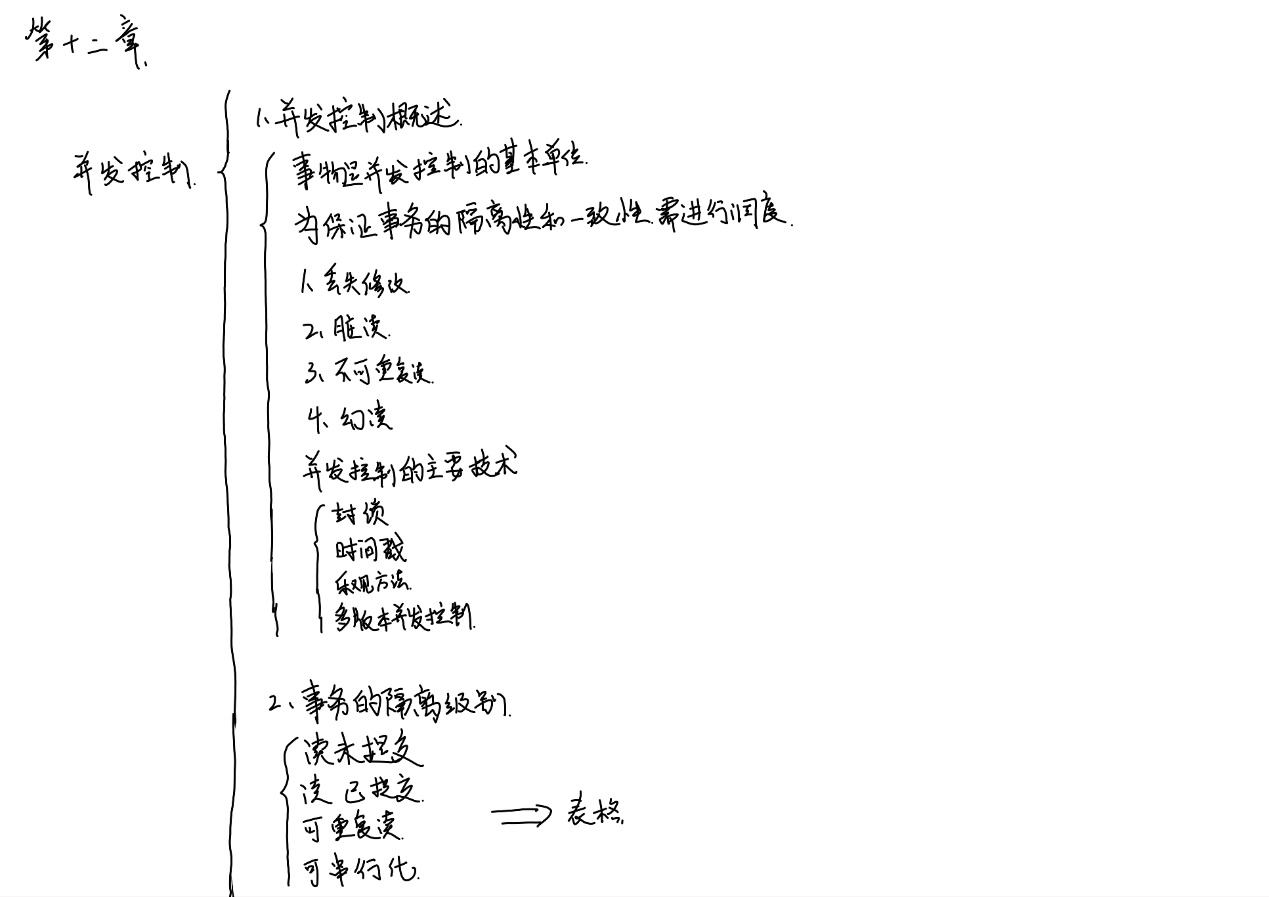 第十二章.
并发控制.
1、并发控制概述.
事物是并发控制的基本单位.
为保证事务的隔离性和一致性.需进行调度.
1、丢失修改
2、脏读.
3、不可重复读.
4、幻读
并发控制的主要技术
封锁
时间戳
乐观方法.
多版本并发控制.
2、事务的隔离级别.
读未提交
读已提交.
可重复读.
可串行化.
表格.